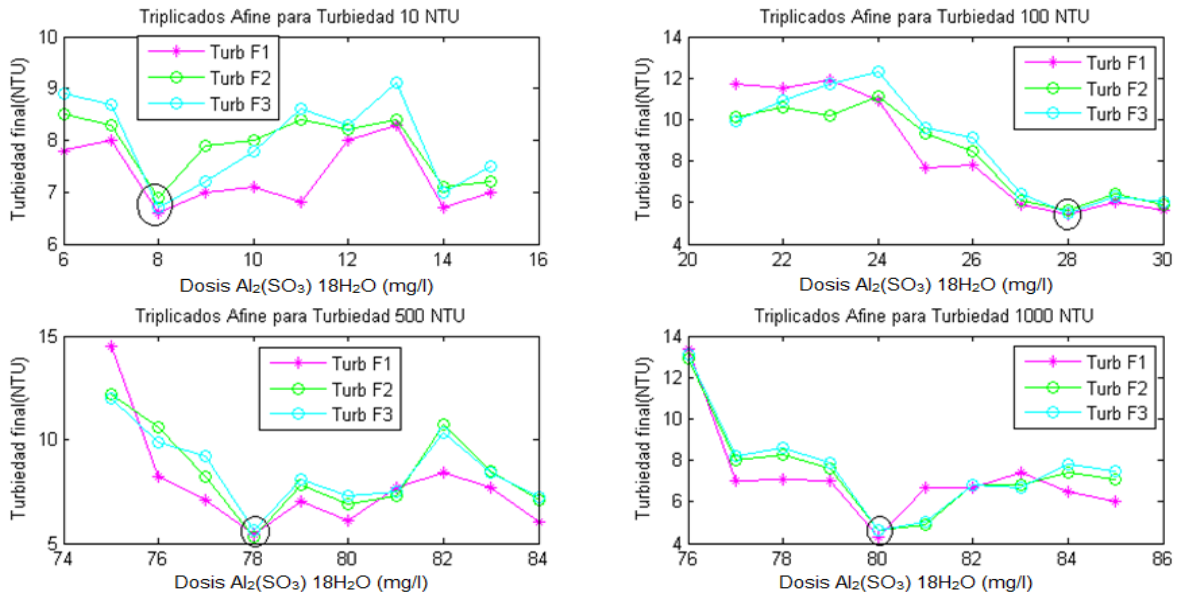 Triplicados Afine para Turbiedad 10 NTU
Turbiedad final(NTU)
10
9
8
7
6
Turb F1
Turb F2
Turb F3
6 8 10 12 14 16
Dosis Al₂(SO₃) 18H₂O (mg/l)
Triplicados Afine para Turbiedad 100 NTU
Turbiedad final(NTU)
14
12
10
8
6
4
Turb F1
Turb F2
Turb F3
20 22 24 26 28 30
Dosis Al₂(SO₃) 18H₂O (mg/l)
Triplicados Afine para Turbiedad 500 NTU
Turbiedad final(NTU)
15
10
5
Turb F1
Turb F2
Turb F3
74 76 78 80 82 84
Dosis Al₂(SO₃) 18H₂O (mg/l)
Triplicados Afine para Turbiedad 1000 NTU
Turbiedad final(NTU)
14
12
10
8
6
4
Turb F1
Turb F2
Turb F3
76 78 80 82 84 86
Dosis Al₂(SO₃) 18H₂O (mg/l)